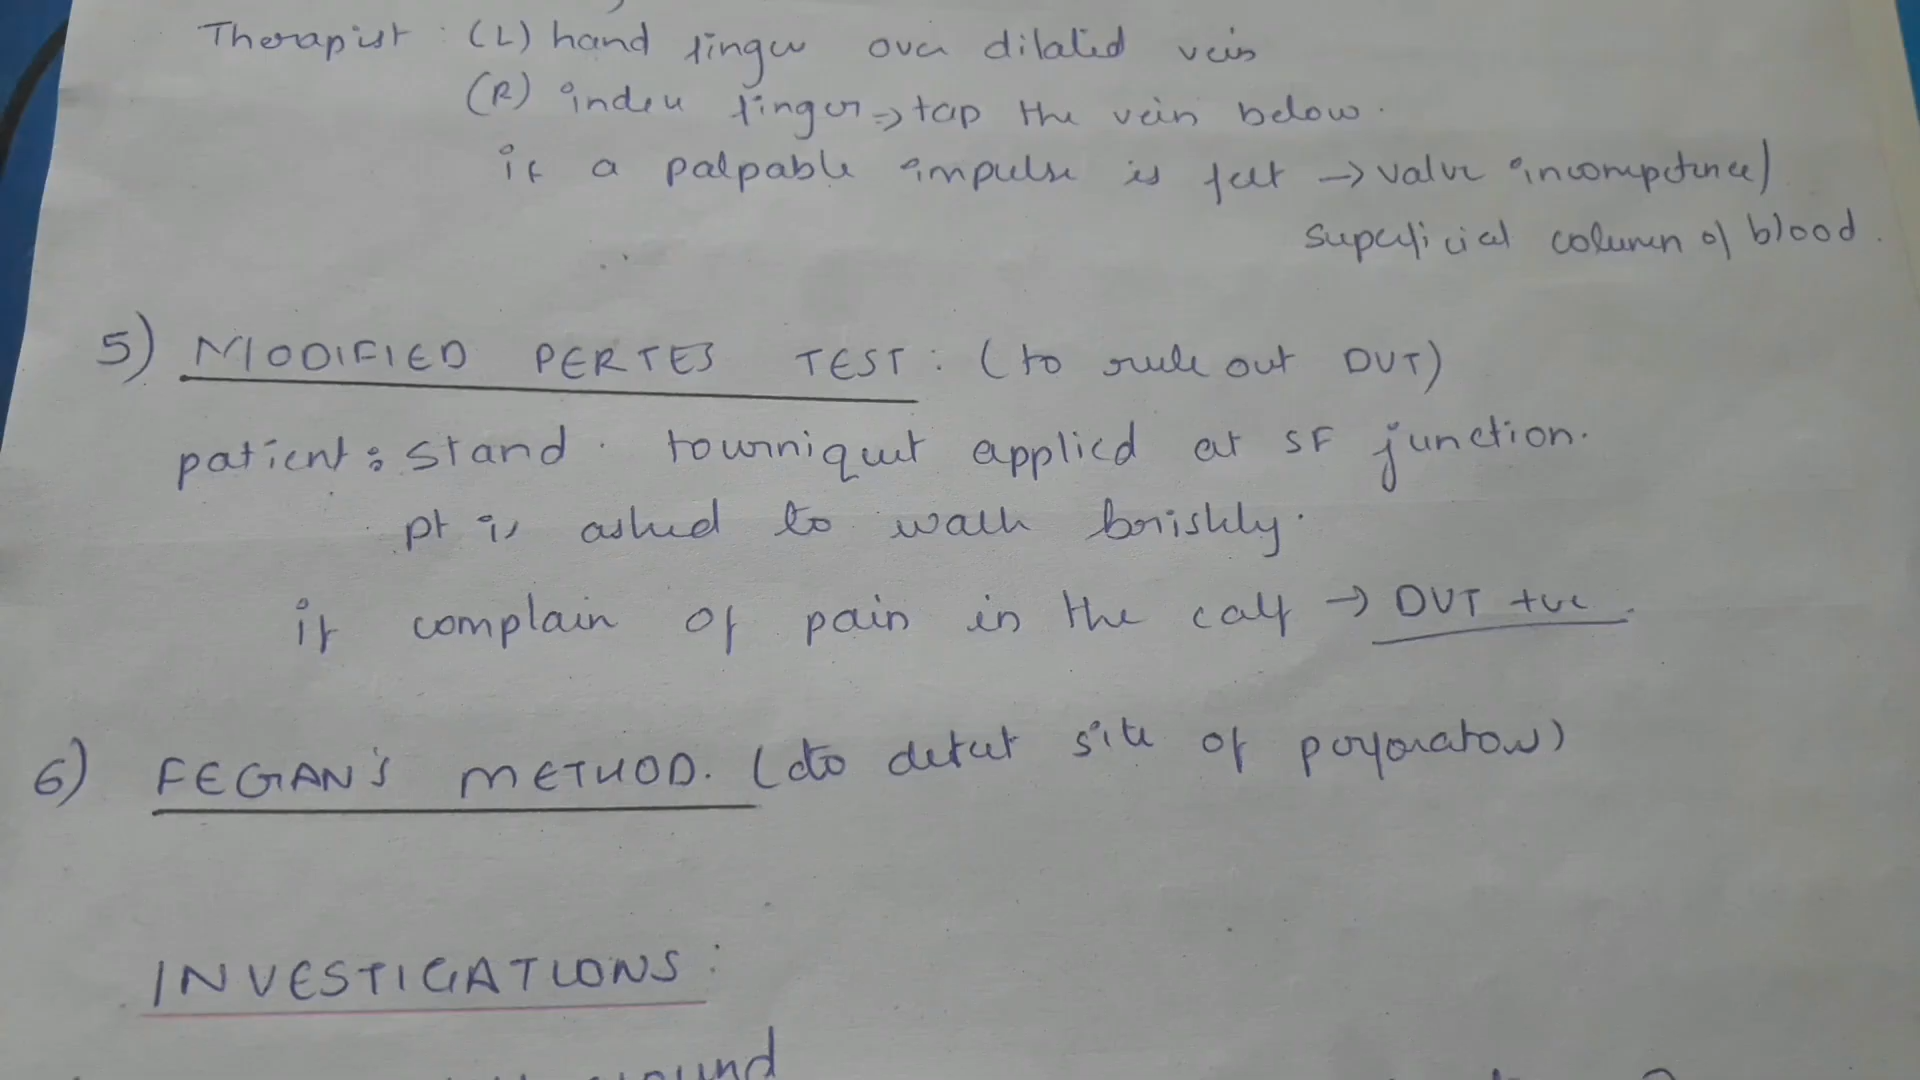 Therapist : (L) hand finger over dilated vein
(R) index finger => tap the vein below.
if a palpable impulse is felt → valve incompetence)
superficial column of blood.
5) MODIFIED PERTES TEST : (to rule out DVT)
patient : stand . tourniquet applied at SF junction.
pt is asked to walk briskly.
if complain of pain in the calf → DVT +ve.
6) FEGAN'S METHOD. (to detect site of perforators)
INVESTIGATIONS :